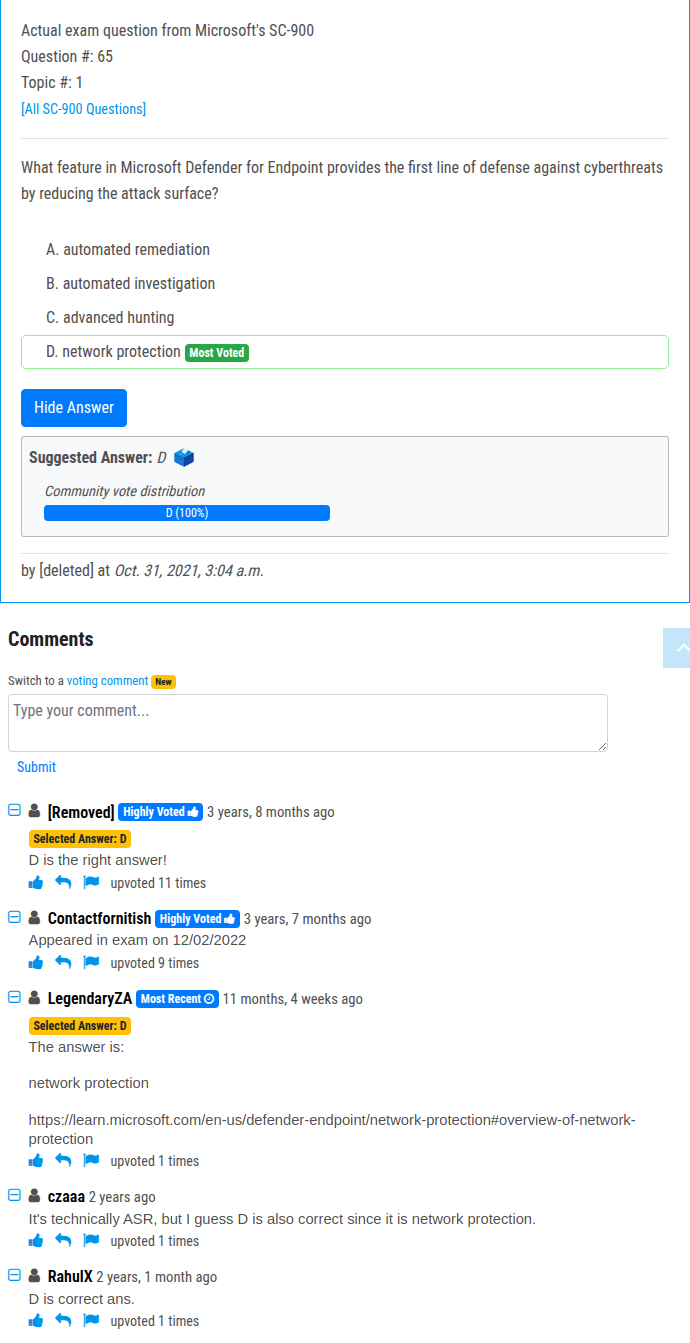 Actual exam question from Microsoft's SC-900
Question #: 65
Topic #: 1
[All SC-900 Questions]
What feature in Microsoft Defender for Endpoint provides the first line of defense against cyberthreats
by reducing the attack surface?
A. automated remediation
B. automated investigation
C. advanced hunting
D. network protection Most Voted
Hide Answer
Suggested Answer: D
Community vote distribution
D (100%)
by [deleted] at Oct. 31, 2021, 3:04 a.m.
Comments
Switch to a voting comment New
Type your comment...
Submit
[Removed] Highly Voted 3 years, 8 months ago
Selected Answer: D
D is the right answer!
upvoted 11 times
Contactfornitish Highly Voted 3 years, 7 months ago
Appeared in exam on 12/02/2022
upvoted 9 times
LegendaryZA Most Recent 11 months, 4 weeks ago
Selected Answer: D
The answer is:
network protection
https://learn.microsoft.com/en-us/defender-endpoint/network-protection#overview-of-network-
protection
upvoted 1 times
czaaa 2 years ago
It's technically ASR, but I guess D is also correct since it is network protection.
upvoted 1 times
RahulX 2 years, 1 month ago
D is correct ans.
upvoted 1 times